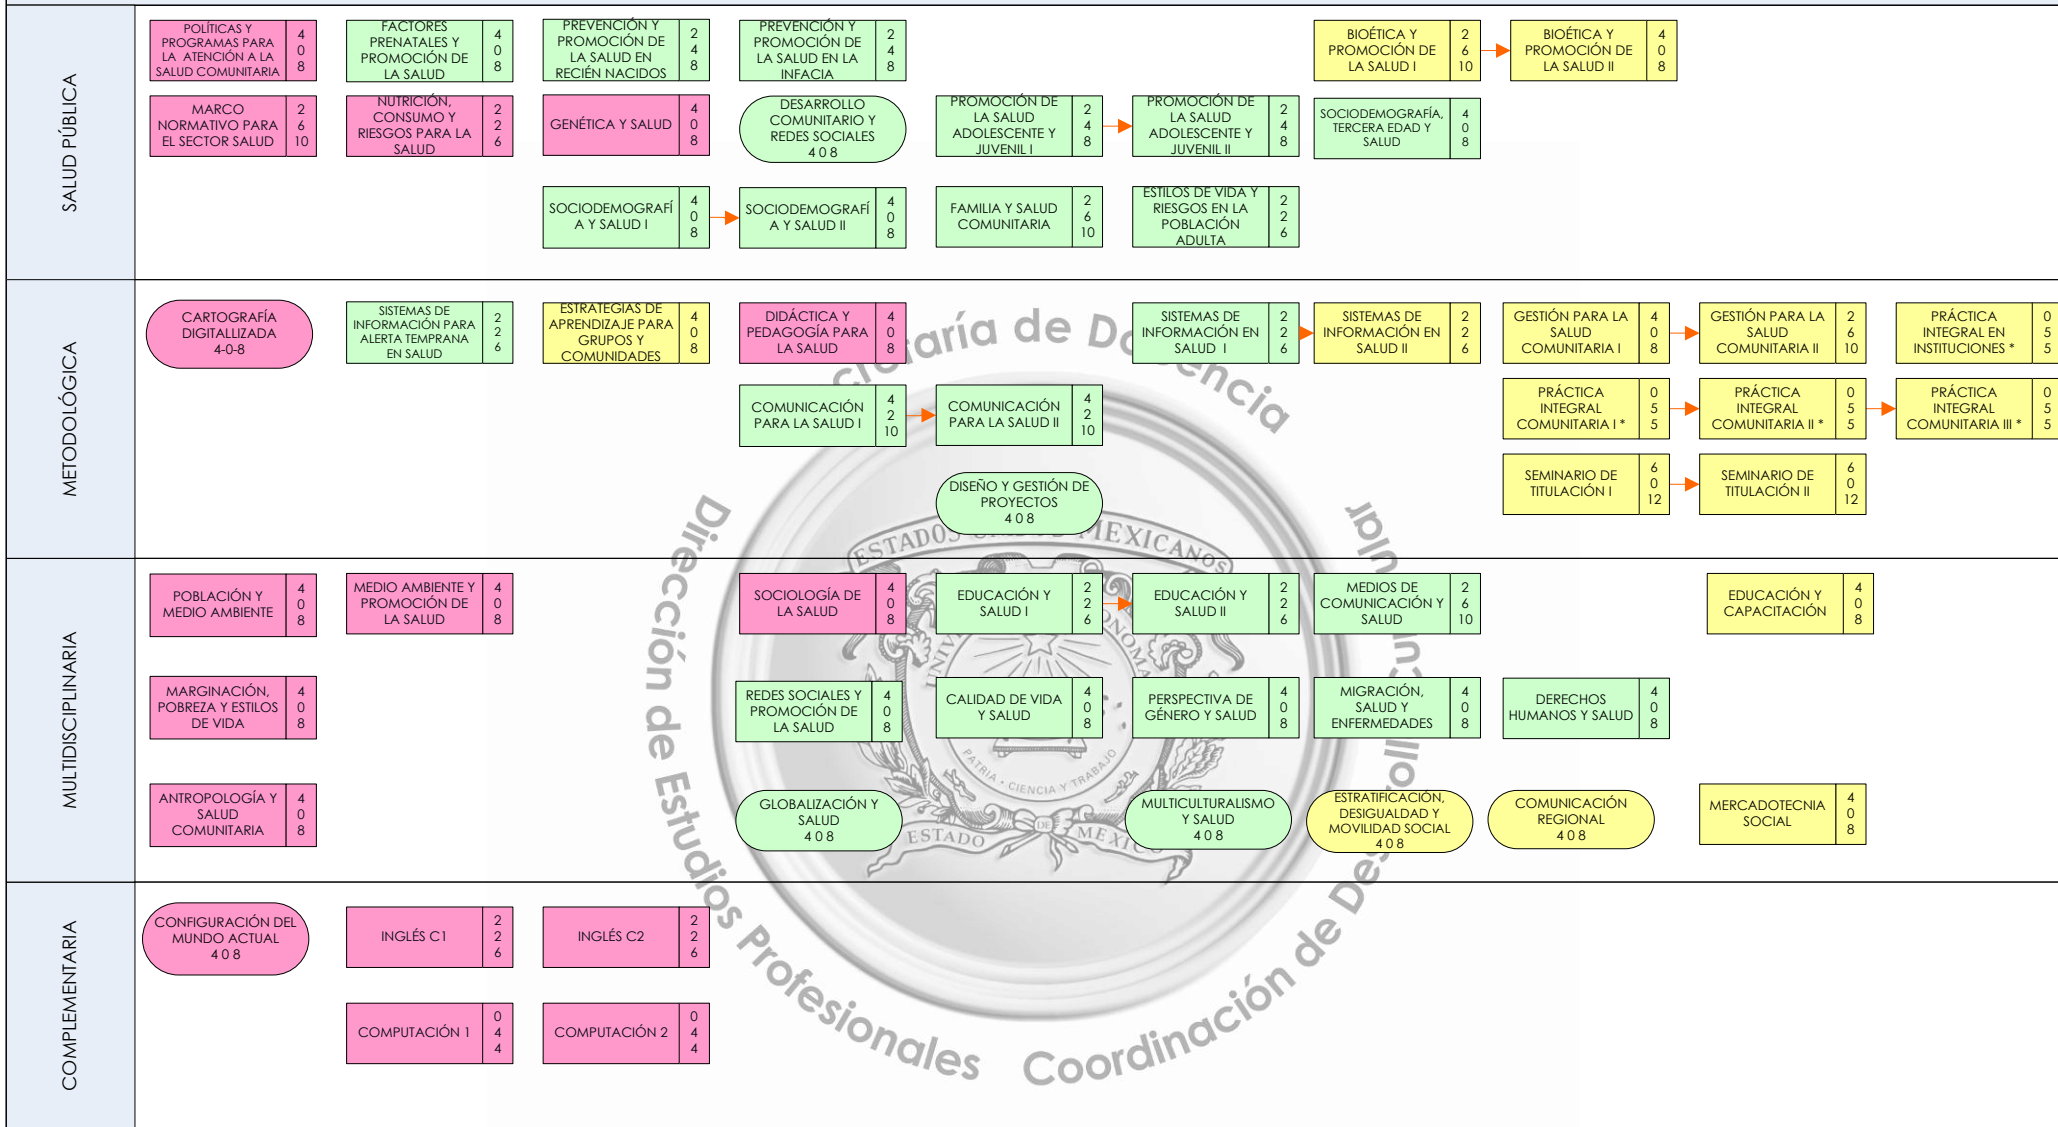 SALUD PÚBLICA
POLÍTICAS Y
PROGRAMAS PARA
LA ATENCIÓN A LA
SALUD COMUNITARIA
4
0
8
FACTORES
PRENATALES Y
PROMOCIÓN DE
LA SALUD
4
0
8
PREVENCIÓN Y
PROMOCIÓN DE
LA SALUD EN
RECIÉN NACIDOS
2
4
8
PREVENCIÓN Y
PROMOCIÓN DE
LA SALUD EN LA
INFACIA
2
4
8
BIOÉTICA Y
PROMOCIÓN DE
LA SALUD I
2
6
10
BIOÉTICA Y
PROMOCIÓN DE
LA SALUD II
4
0
8
MARCO
NORMATIVO PARA
EL SECTOR SALUD
2
6
10
NUTRICIÓN,
CONSUMO Y
RIESGOS PARA LA
SALUD
2
2
6
GENÉTICA Y SALUD
4
0
8
DESARROLLO
COMUNITARIO Y
REDES SOCIALES
4 0 8
PROMOCIÓN DE
LA SALUD
ADOLESCENTE Y
JUVENIL I
2
4
8
PROMOCIÓN DE
LA SALUD
ADOLESCENTE Y
JUVENIL II
2
4
8
SOCIODEMOGRAFÍA,
TERCERA EDAD Y
SALUD
4
0
8
SOCIODEMOGRAFÍ
A Y SALUD I
4
0
8
SOCIODEMOGRAFÍ
A Y SALUD II
4
0
8
FAMILIA Y SALUD
COMUNITARIA
2
6
10
ESTILOS DE VIDA Y
RIESGOS EN LA
POBLACIÓN
ADULTA
2
2
6
METODOLÓGICA
CARTOGRAFÍA
DIGITALLIZADA
4-0-8
SISTEMAS DE
INFORMACIÓN PARA
ALERTA TEMPRANA
EN SALUD
2
2
6
ESTRATEGIAS DE
APRENDIZAJE PARA
GRUPOS Y
COMUNIDADES
4
0
8
DIDÁCTICA Y
PEDAGOGÍA PARA
LA SALUD
4
0
8
SISTEMAS DE
INFORMACIÓN EN
SALUD I
2
2
6
SISTEMAS DE
INFORMACIÓN EN
SALUD II
2
2
6
GESTIÓN PARA LA
SALUD
COMUNITARIA I
4
0
8
GESTIÓN PARA LA
SALUD
COMUNITARIA II
2
6
10
PRÁCTICA
INTEGRAL EN
INSTITUCIONES *
0
5
5
COMUNICACIÓN
PARA LA SALUD I
4
2
10
COMUNICACIÓN
PARA LA SALUD II
4
2
10
PRÁCTICA
INTEGRAL
COMUNITARIA I *
0
5
5
PRÁCTICA
INTEGRAL
COMUNITARIA II *
0
5
5
PRÁCTICA
INTEGRAL
COMUNITARIA III *
0
5
5
DISEÑO Y GESTIÓN DE
PROYECTOS
4 0 8
SEMINARIO DE
TITULACIÓN I
6
0
12
SEMINARIO DE
TITULACIÓN II
6
0
12
MULTIDISCIPLINARIA
POBLACIÓN Y
MEDIO AMBIENTE
4
0
8
MEDIO AMBIENTE Y
PROMOCIÓN DE
LA SALUD
4
0
8
SOCIOLOGÍA DE
LA SALUD
4
0
8
EDUCACIÓN Y
SALUD I
2
2
6
EDUCACIÓN Y
SALUD II
2
2
6
MEDIOS DE
COMUNICACIÓN Y
SALUD
2
6
10
EDUCACIÓN Y
CAPACITACIÓN
4
0
8
MARGINACIÓN,
POBREZA Y ESTILOS
DE VIDA
4
0
8
REDES SOCIALES Y
PROMOCIÓN DE
LA SALUD
4
0
8
CALIDAD DE VIDA
Y SALUD
4
0
8
PERSPECTIVA DE
GÉNERO Y SALUD
4
0
8
MIGRACIÓN,
SALUD Y
ENFERMEDADES
4
0
8
DERECHOS
HUMANOS Y SALUD
4
0
8
ANTROPOLOGÍA Y
SALUD
COMUNITARIA
4
0
8
GLOBALIZACIÓN Y
SALUD
4 0 8
MULTICULTURALISMO
Y SALUD
4 0 8
ESTRATIFICACIÓN,
DESIGUALDAD Y
MOVILIDAD SOCIAL
4 0 8
COMUNICACIÓN
REGIONAL
4 0 8
MERCADOTECNIA
SOCIAL
4
0
8
COMPLEMENTARIA
CONFIGURACIÓN DEL
MUNDO ACTUAL
4 0 8
INGLÉS C1
2
2
6
INGLÉS C2
2
2
6
COMPUTACIÓN 1
0
4
4
COMPUTACIÓN 2
0
4
4
Dirección de Estudios Profesionales
Coordinación de
ESTADO DE MÉXICO
PATRIA · CIENCIA Y TRABAJO
MEXICANOS